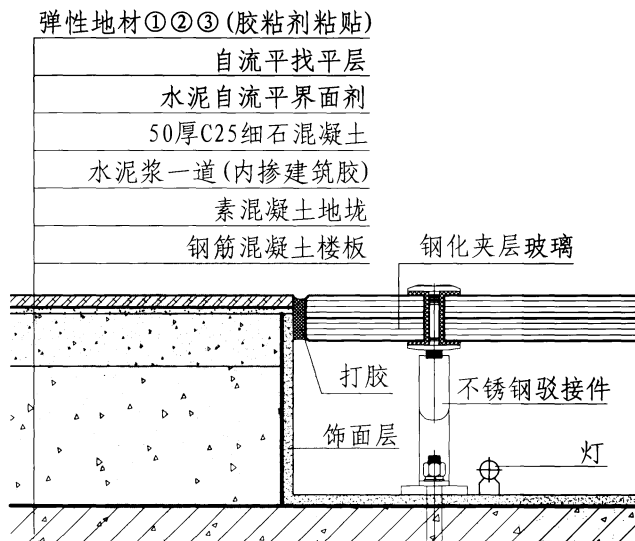 弹性地材①②③(胶粘剂粘贴)
自流平找平层
水泥自流平界面剂
50厚C25细石混凝土
水泥浆一道(内掺建筑胶)
素混凝土地垅
钢筋混凝土楼板
钢化夹层玻璃
打胶
不锈钢驳接件
饰面层
灯